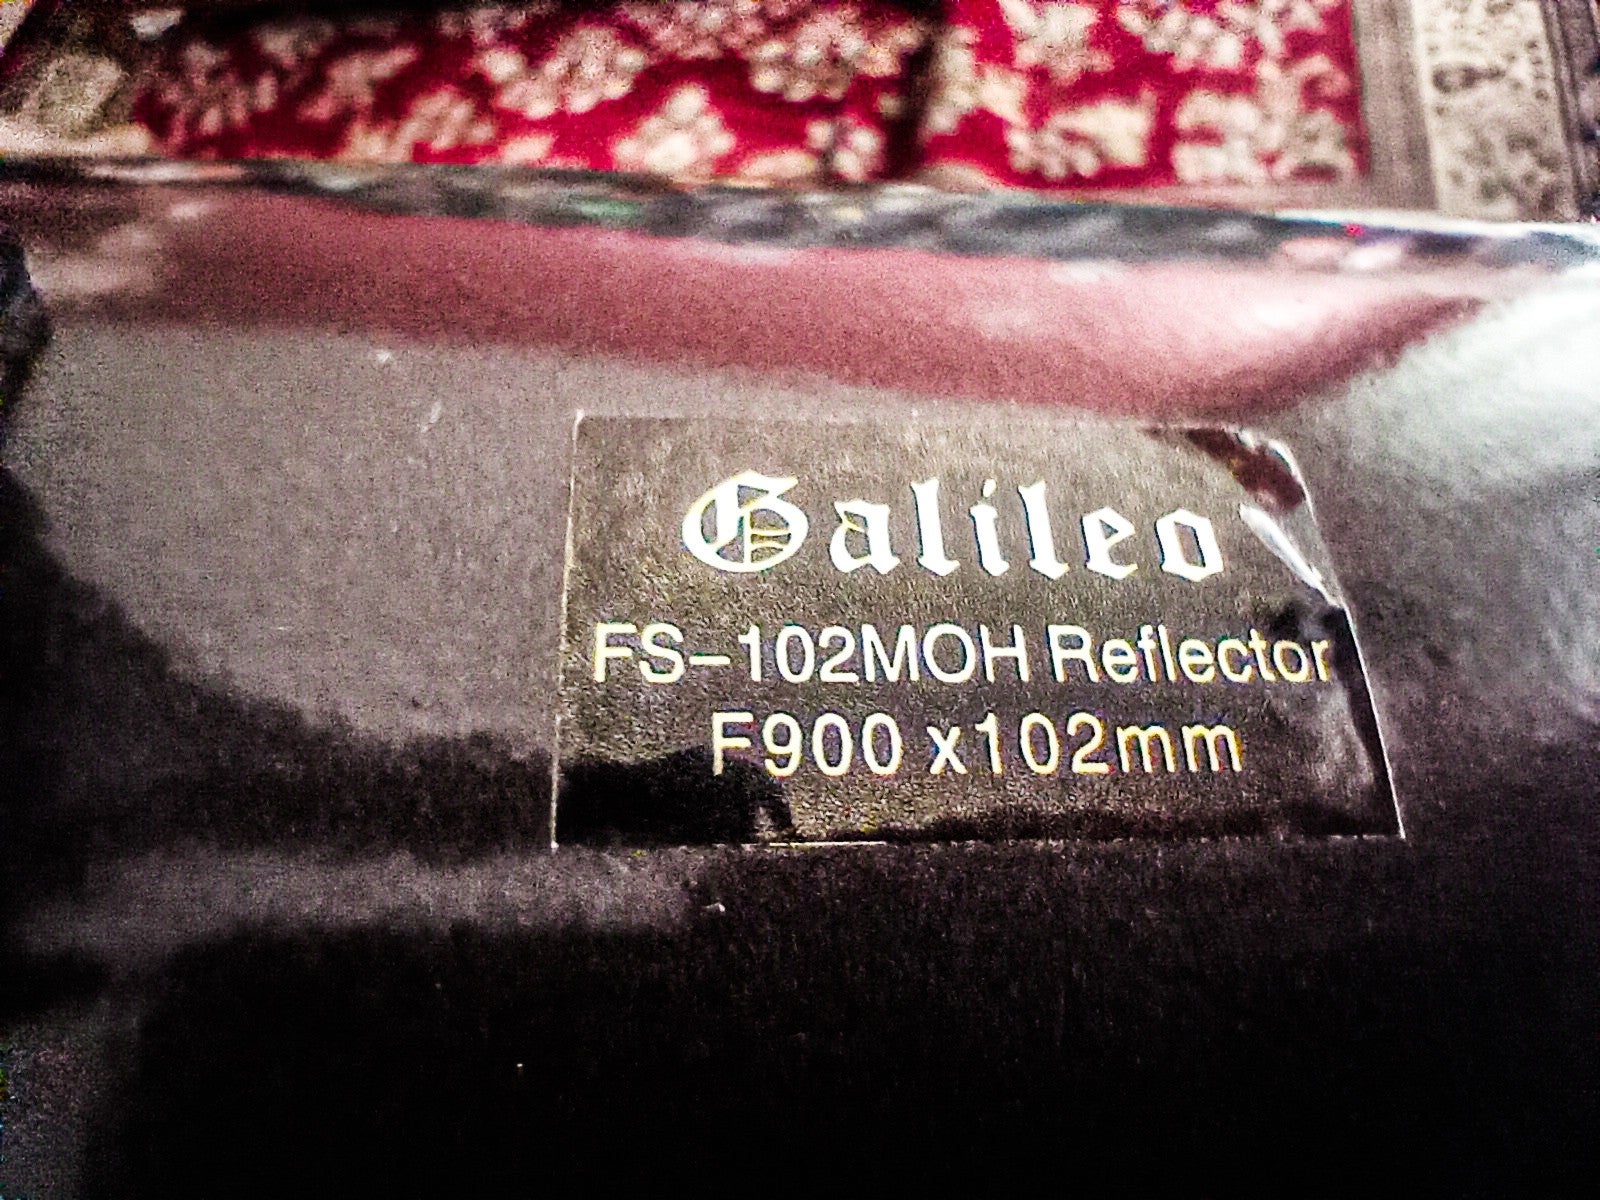 Galileo
FS-102MOH Reflector
F900 x102mm